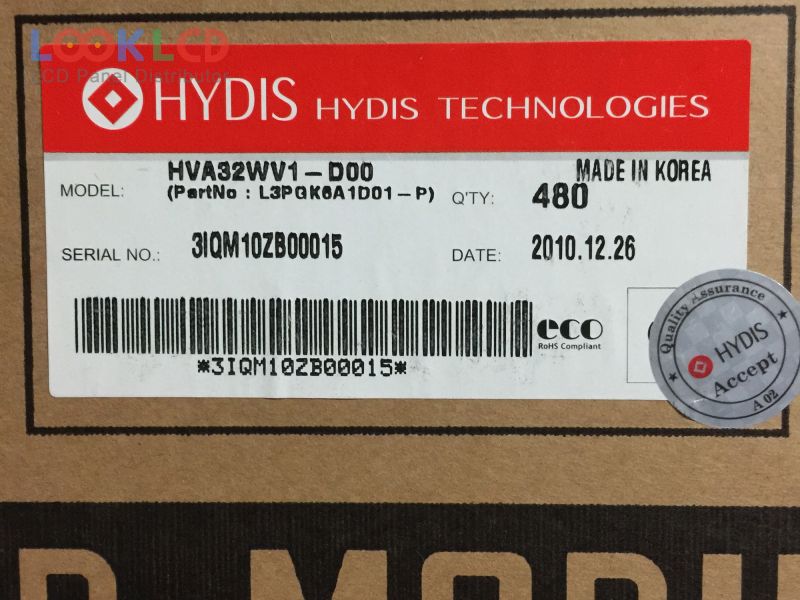 LOOKLCD
LCD Panel Distributor
HYDIS HYDIS TECHNOLOGIES
MODEL: HVA32WV1-D00
(PartNo : L3PGK6A1D01-P)
MADE IN KOREA
Q'TY: 480
SERIAL NO.: 3IQM10ZB00015
DATE: 2010.12.26
*3IQM10ZB00015*
eco
RoHS Compliant
Quality Assurance
HYDIS
Accept
A 02